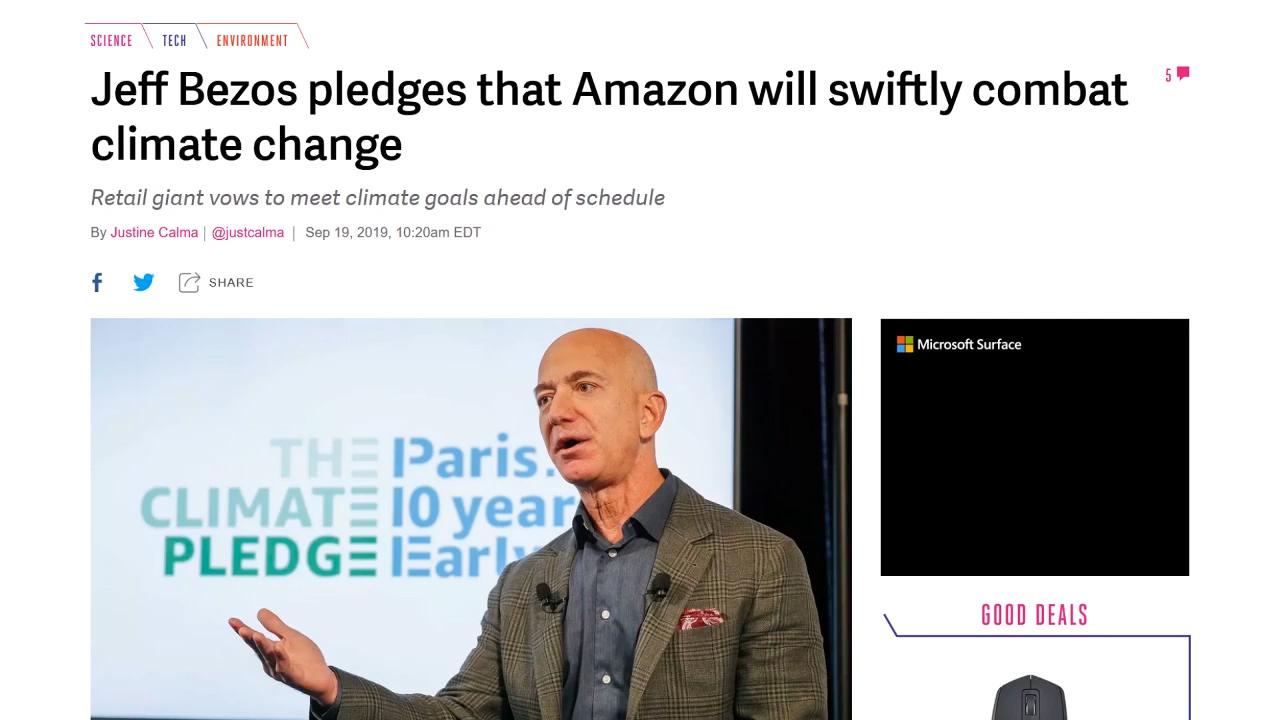 SCIENCE TECH ENVIRONMENT
Jeff Bezos pledges that Amazon will swiftly combat
climate change
5
Retail giant vows to meet climate goals ahead of schedule
By Justine Calma | @justcalma | Sep 19, 2019, 10:20am EDT
SHARE
THE Paris.
CLIMATE 10 year
PLEDGE Early
Microsoft Surface
GOOD DEALS